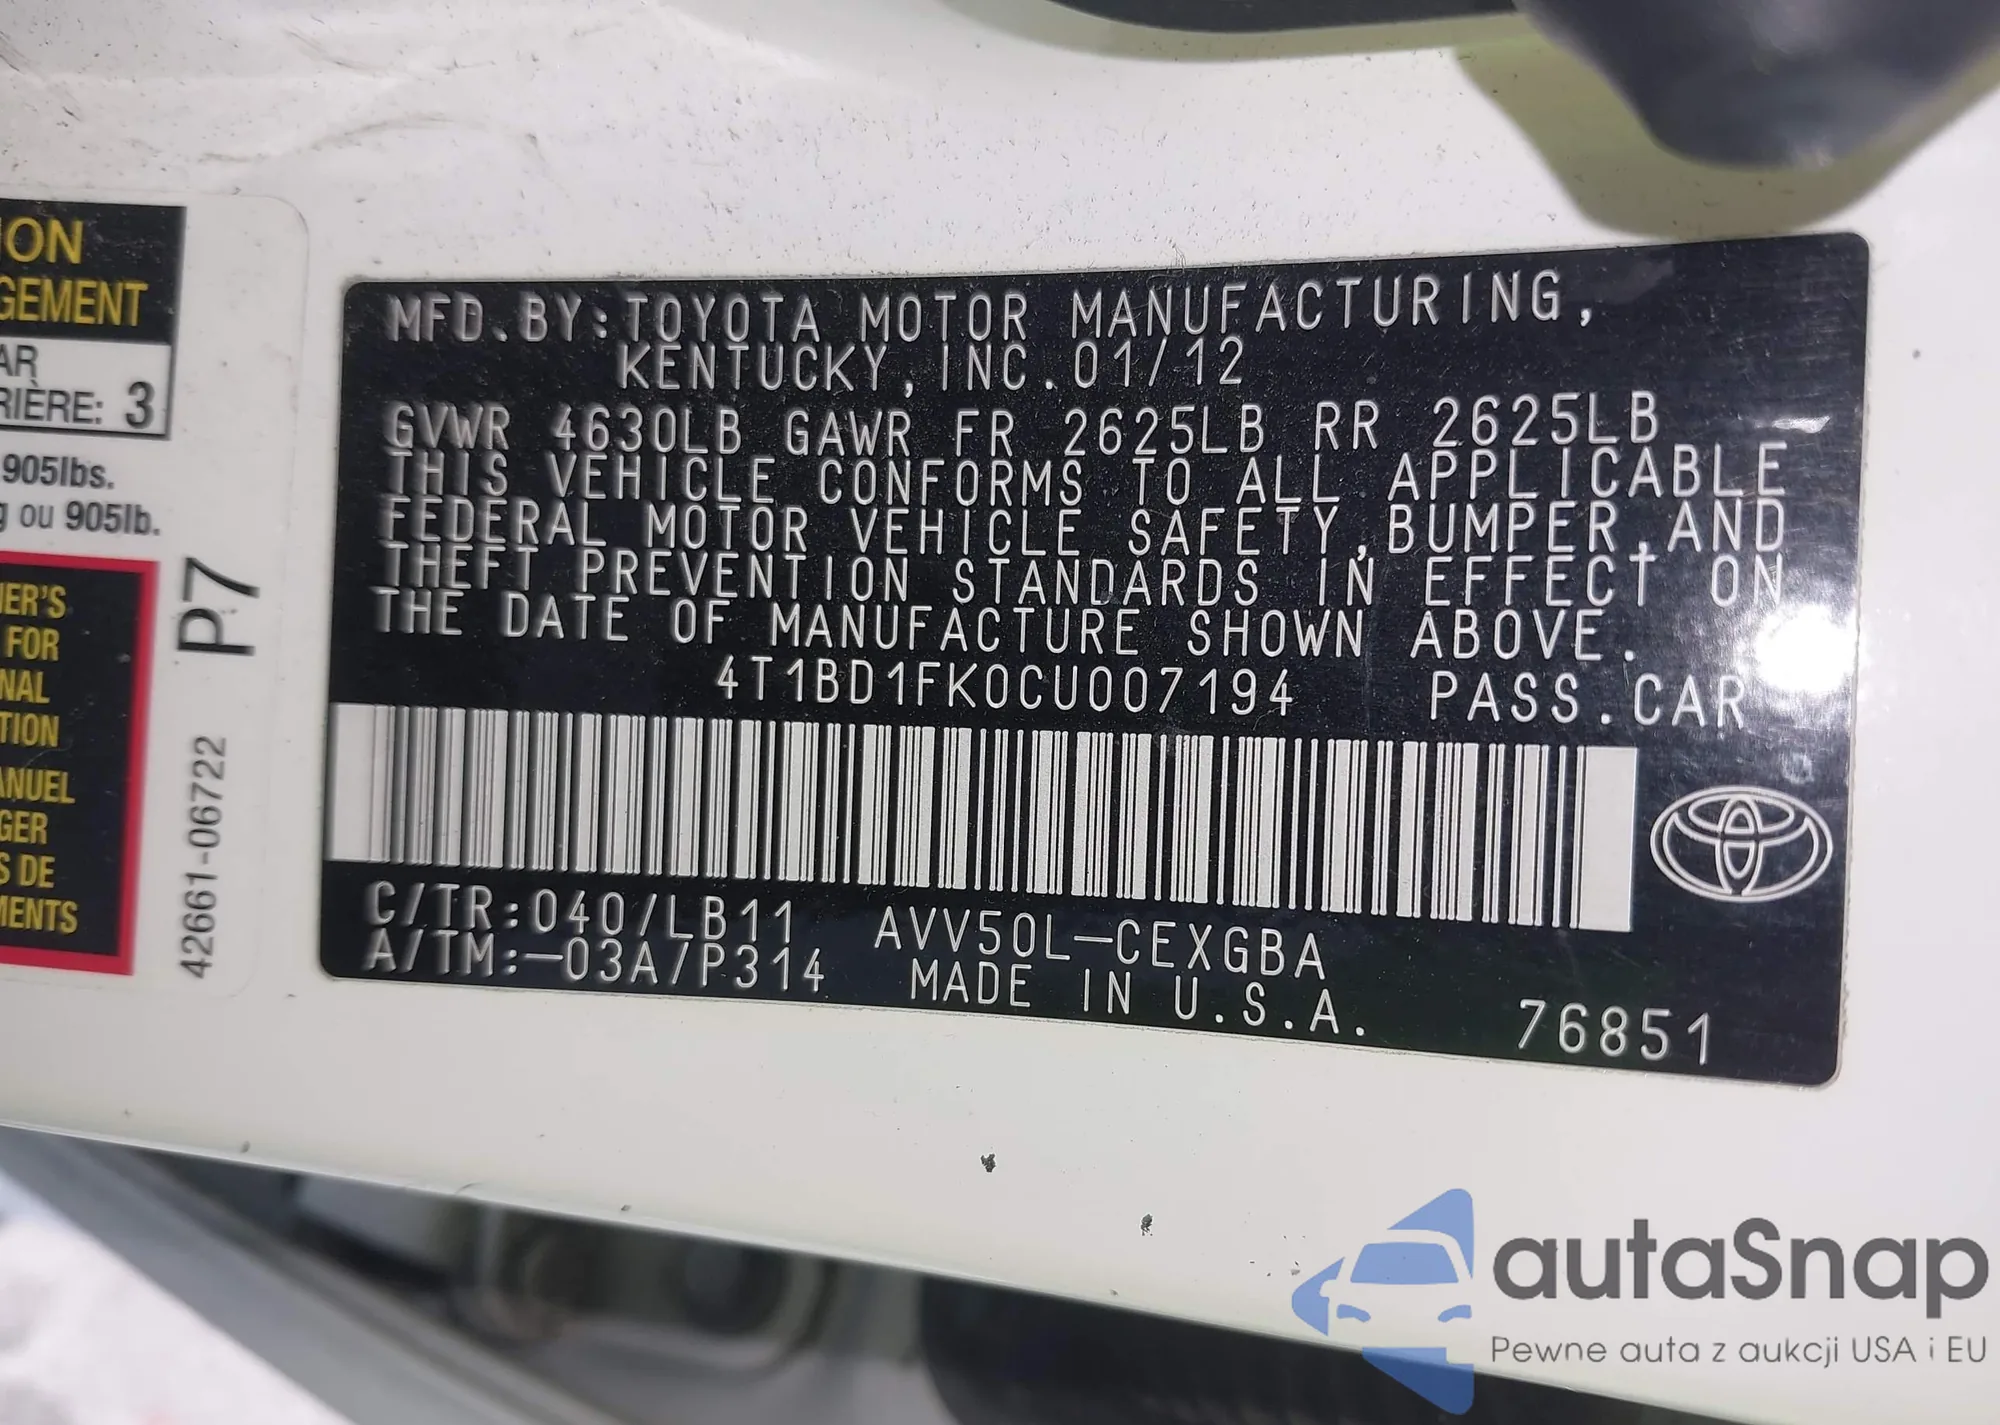 ION
GEMENT
AR
RIÈRE: 3
905lbs.
g ou 905lb.
P7
42661-06722
UER'S
FOR
NAL
TION
ANUEL
GER
S DE
MENTS
MFD.BY:TOYOTA MOTOR MANUFACTURING,
KENTUCKY,INC.01/12
GVWR 4630LB GAWR FR 2625LB RR 2625LB
THIS VEHICLE CONFORMS TO ALL APPLICABLE
FEDERAL MOTOR VEHICLE SAFETY,BUMPER,AND
THEFT PREVENTION STANDARDS IN EFFECT ON
THE DATE OF MANUFACTURE SHOWN ABOVE.
4T1BD1FK0CU007194 PASS.CAR
C/TR:040/LB11 AVV50L-CEXGBA
A/TM:-03A/P314 MADE IN U.S.A. 76851
autaSnap
Pewne auta z aukcji USA i EU